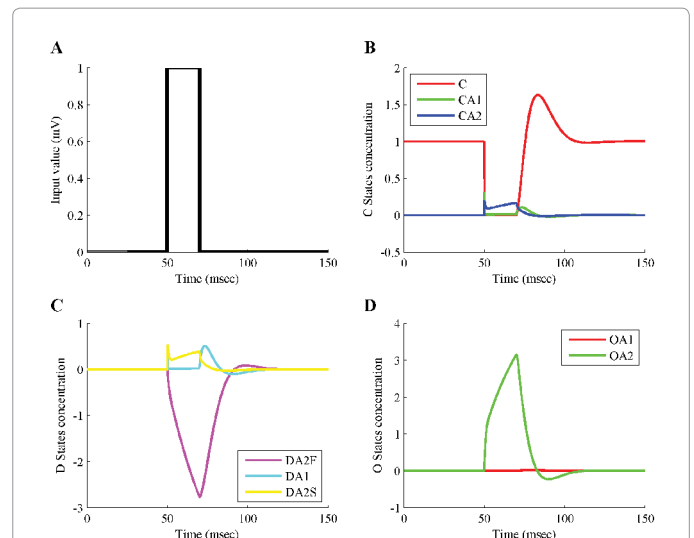 A
Input value (mV)
1
0.8
0.6
0.4
0.2
0
0 50 100 150
Time (msec)
B
C States concentration
2
1.5
1
0.5
0
-0.5
C
CA1
CA2
0 50 100 150
Time (msec)
C
D States concentration
1
0
-1
-2
-3
DA2F
DA1
DA2S
0 50 100 150
Time (msec)
D
O States concentration
4
3
2
1
0
-1
OA1
OA2
0 50 100 150
Time (msec)